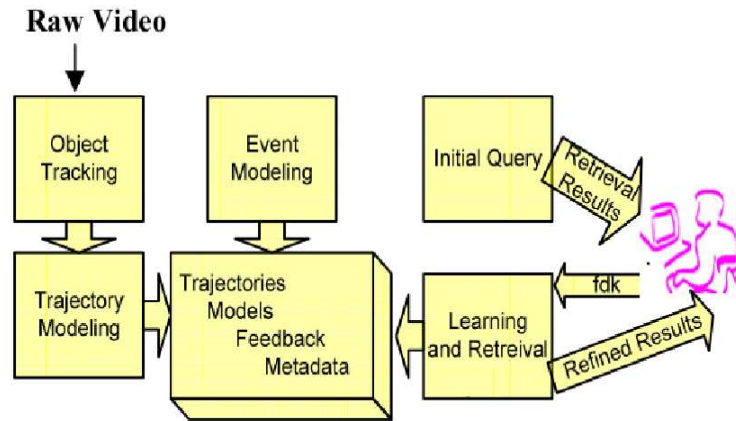 Raw Video
Object
Tracking
Event
Modeling
Initial Query
Retrieval
Results
Trajectory
Modeling
Trajectories
Models
Feedback
Metadata
Learning
and Retreival
fdk
Refined Results